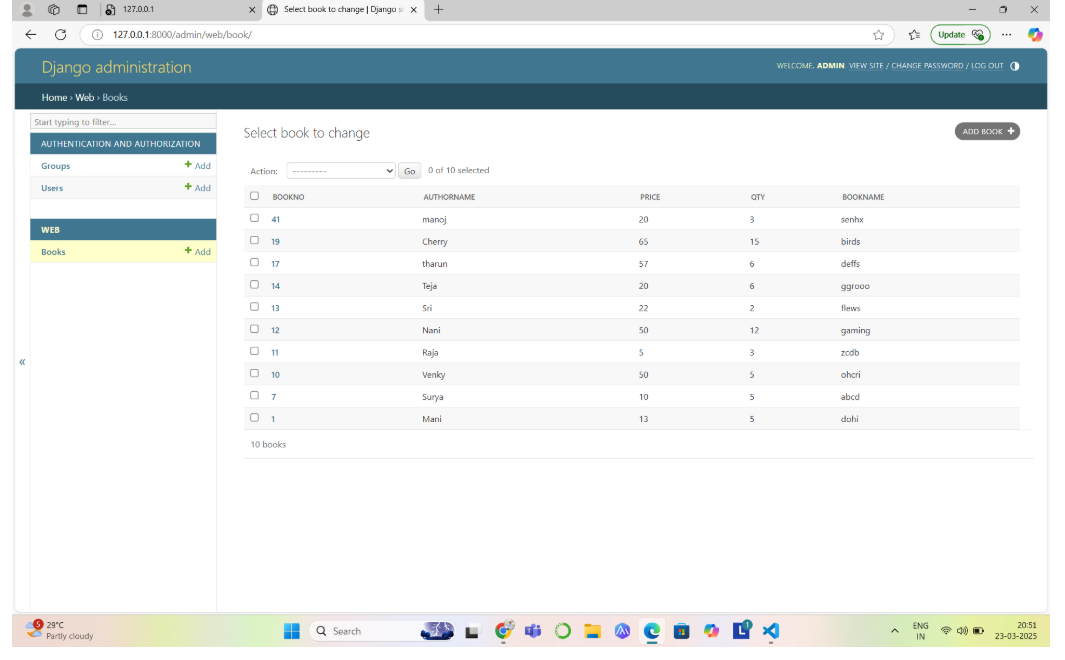 127.0.0.1
Select book to change | Django si
127.0.0.1:8000/admin/web/book/
Update
Django administration
WELCOME, ADMIN. VIEW SITE / CHANGE PASSWORD / LOG OUT
Home › Web › Books
Start typing to filter...
AUTHENTICATION AND AUTHORIZATION
Groups + Add
Users + Add
WEB
Books + Add
«
Select book to change
ADD BOOK +
Action: --------- Go 0 of 10 selected
BOOKNO AUTHORNAME PRICE QTY BOOKNAME
41 manoj 20 3 senhx
19 Cherry 65 15 birds
17 tharun 57 6 deffs
14 Teja 20 6 ggrooo
13 Sri 22 2 flews
12 Nani 50 12 gaming
11 Raja 5 3 zcdb
10 Venky 50 5 ohcri
7 Surya 10 5 abcd
1 Mani 13 5 dohi
10 books
5
29°C
Partly cloudy
Search
ENG
IN
20:51
23-03-2025